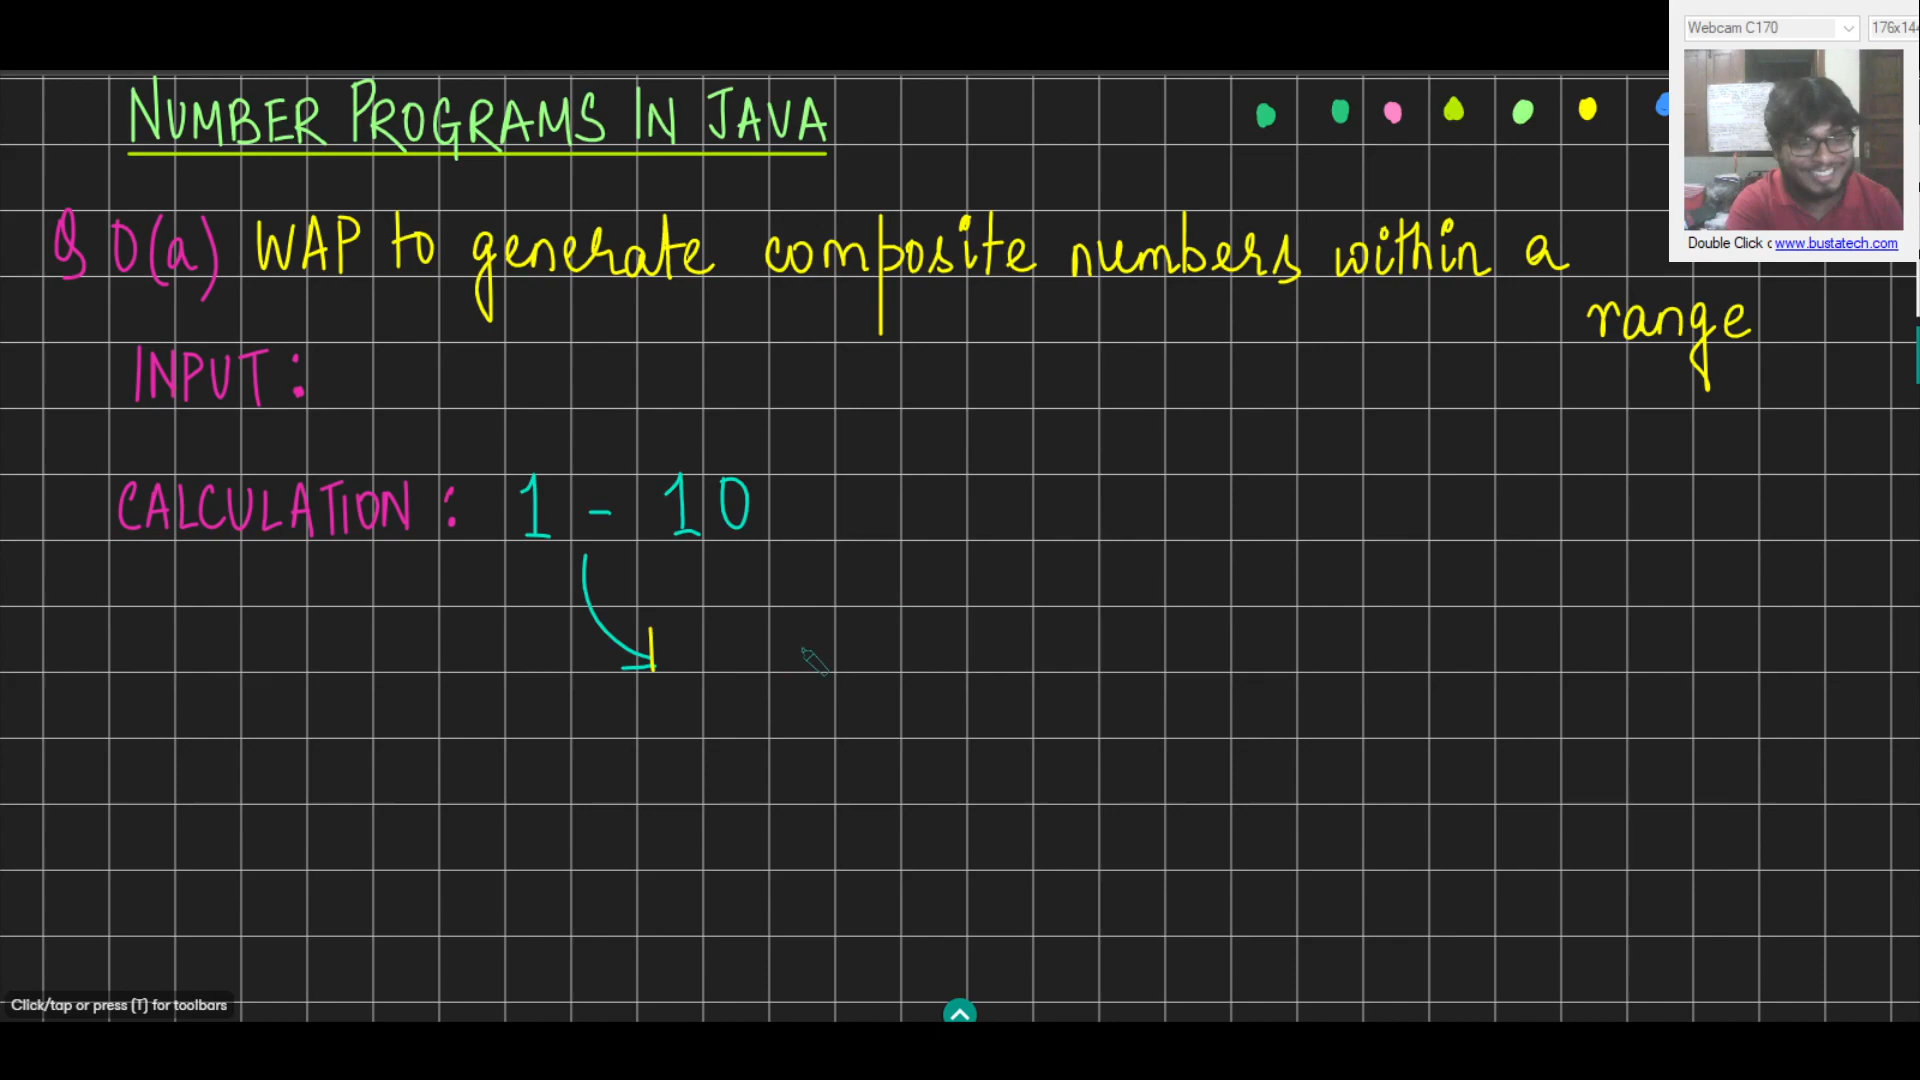 Webcam C170
176x144
NUMBER PROGRAMS IN JAVA
Q 0(a) WAP to generate composite numbers within a
range
Double Click c www.bustatech.com
INPUT :
CALCULATION : 1 - 10
Click/tap or press (T) for toolbars